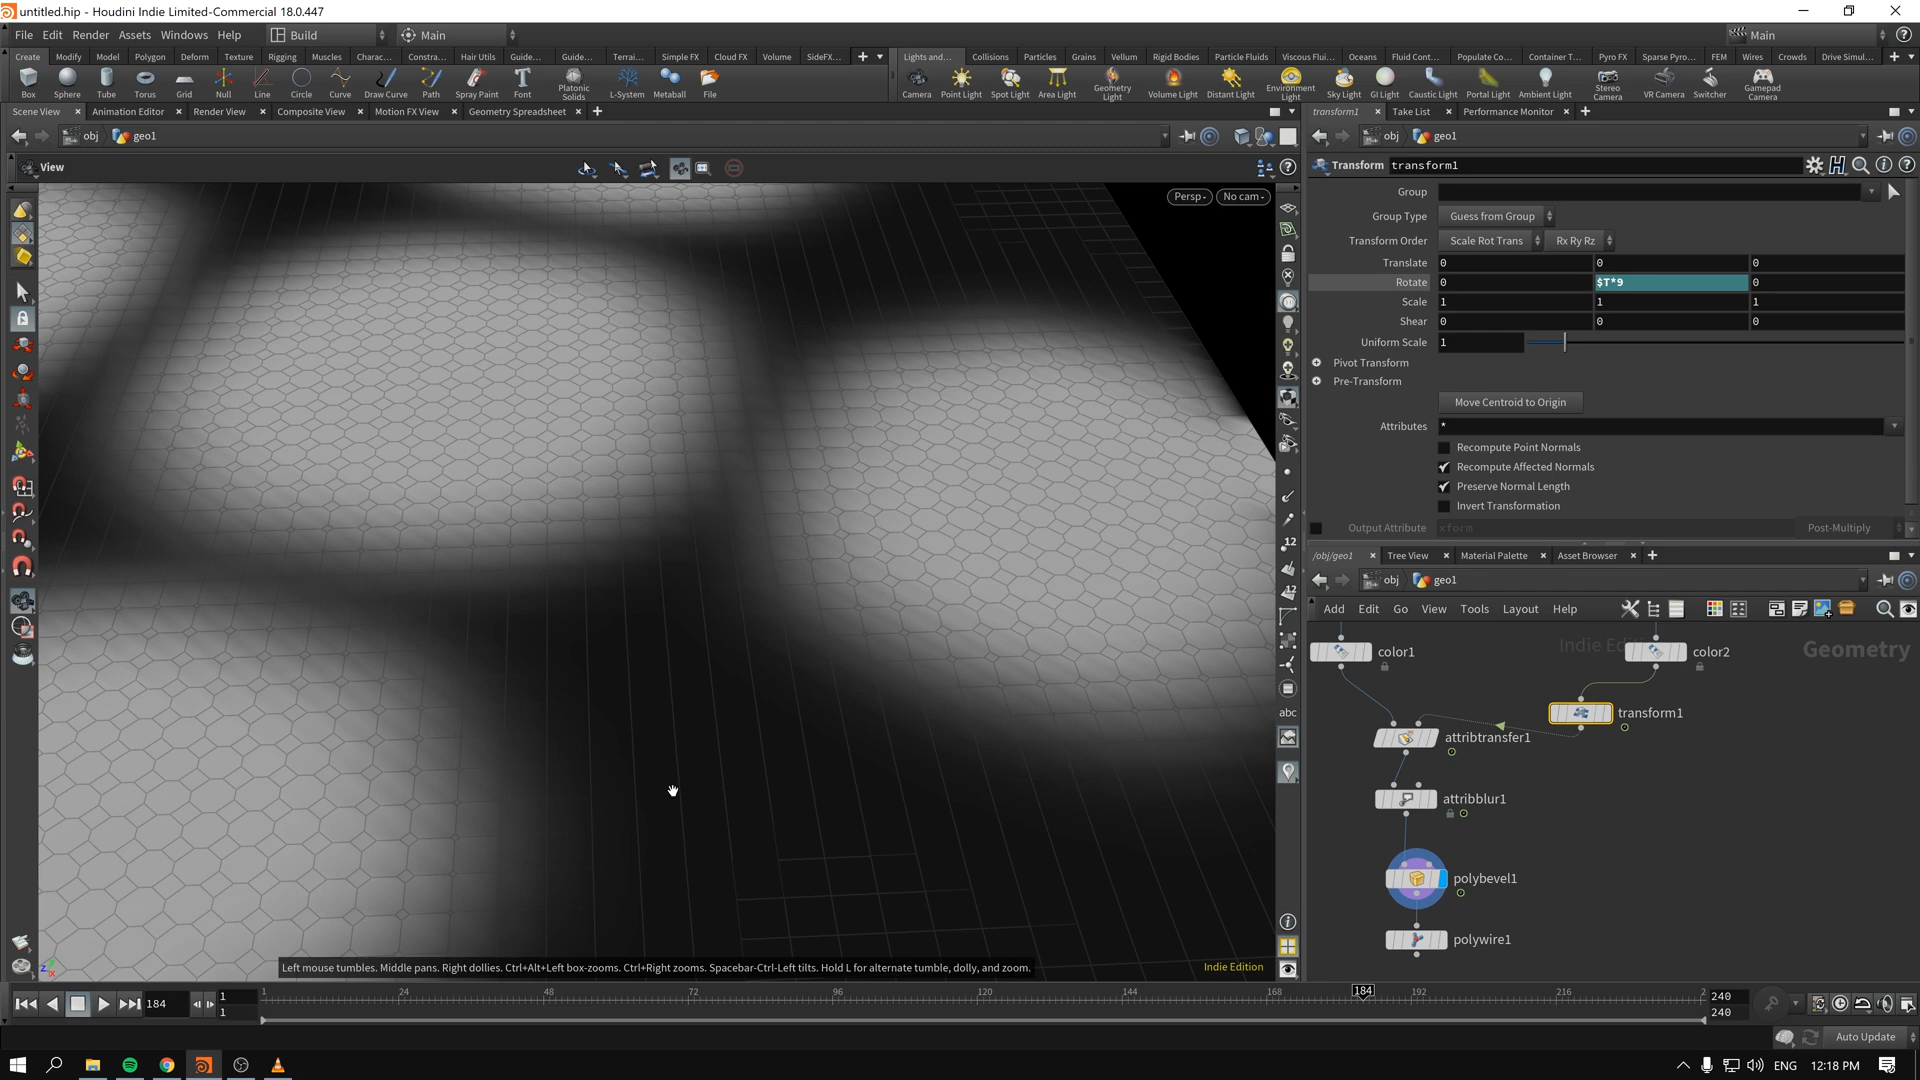 untitled.hip - Houdini Indie Limited-Commercial 18.0.447
File Edit Render Assets Windows Help Build Main Main
Create Modify Model Polygon Deform Texture Rigging Muscles Charac... Constra... Hair Utils Guide... Guide... Terrai... Simple FX Cloud FX Volume SideFX...
Lights and... Collisions Particles Grains Vellum Rigid Bodies Particle Fluids Viscous Flui... Oceans Fluid Cont... Populate Co... Container T... Pyro FX Sparse Pyro... FEM Wires Crowds Drive Simul...
Box Sphere Tube Torus Grid Null Line Circle Curve Draw Curve Path Spray Paint Font Platonic Solids L-System Metaball File
Camera Point Light Spot Light Area Light Geometry Light Volume Light Distant Light Environment Light Sky Light GI Light Caustic Light Portal Light Ambient Light Stereo Camera VR Camera Switcher Gamepad Camera
Scene View Animation Editor Render View Composite View Motion FX View Geometry Spreadsheet
transform1 Take List Performance Monitor
obj geo1
obj geo1
View
Persp No cam
Transform transform1
Group
Group Type Guess from Group
Transform Order Scale Rot Trans Rx Ry Rz
Translate 0 0 0
Rotate 0 $T*9 0
Scale 1 1 1
Shear 0 0 0
Uniform Scale 1
Pivot Transform
Pre-Transform
Move Centroid to Origin
Attributes *
Recompute Point Normals
Recompute Affected Normals
Preserve Normal Length
Invert Transformation
Output Attribute xform Post-Multiply
/obj/geo1 Tree View Material Palette Asset Browser
obj geo1
Add Edit Go View Tools Layout Help
Indie Ed
Geometry
color1
color2
transform1
attribtransfer1
attribblur1
polybevel1
polywire1
12
12
abc
Left mouse tumbles. Middle pans. Right dollies. Ctrl+Alt+Left box-zooms. Ctrl+Right zooms. Spacebar-Ctrl-Left tilts. Hold L for alternate tumble, dolly, and zoom.
Indie Edition
z x
184 1 1
1 24 48 72 96 120 144 168 184 192 216 2
240 240
Auto Update
ENG 12:18 PM